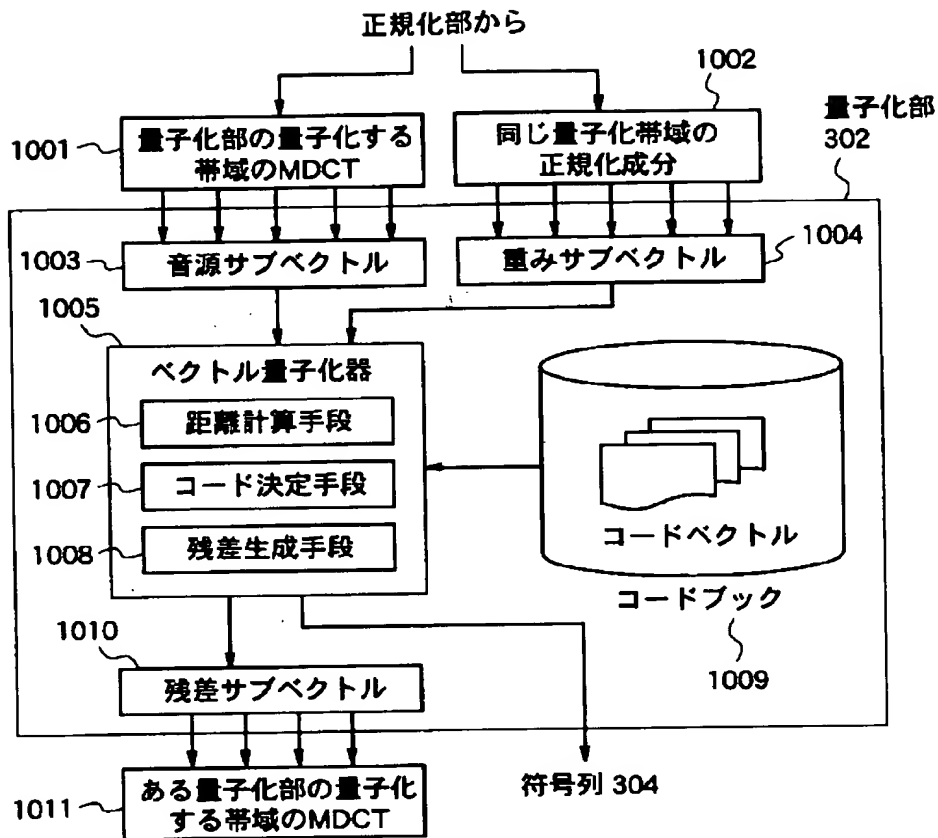 正規化部から
1002
量子化部
302
1001
量子化部の量子化する
帯域のMDCT
同じ量子化帯域の
正規化成分
1003
音源サブベクトル
重みサブベクトル
1004
1005
ベクトル量子化器
1006
距離計算手段
1007
コード決定手段
1008
残差生成手段
コードベクトル
コードブック
1009
1010
残差サブベクトル
1011
ある量子化部の量子化
する帯域のMDCT
符号列 304